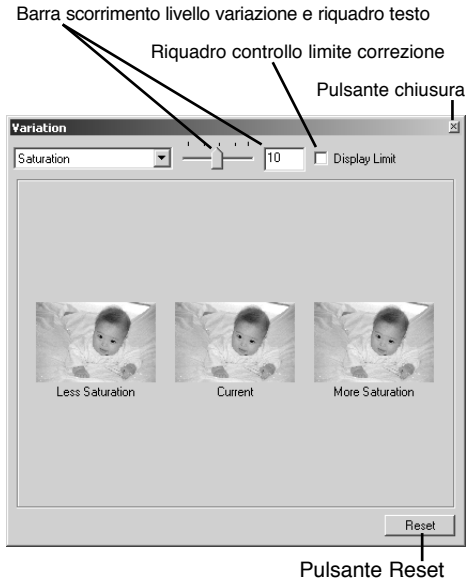 Barra scorrimento livello variazione e riquadro testo
Riquadro controllo limite correzione
Pulsante chiusura
Variation
Saturation
10
Display Limit
Less Saturation
Current
More Saturation
Reset
Pulsante Reset